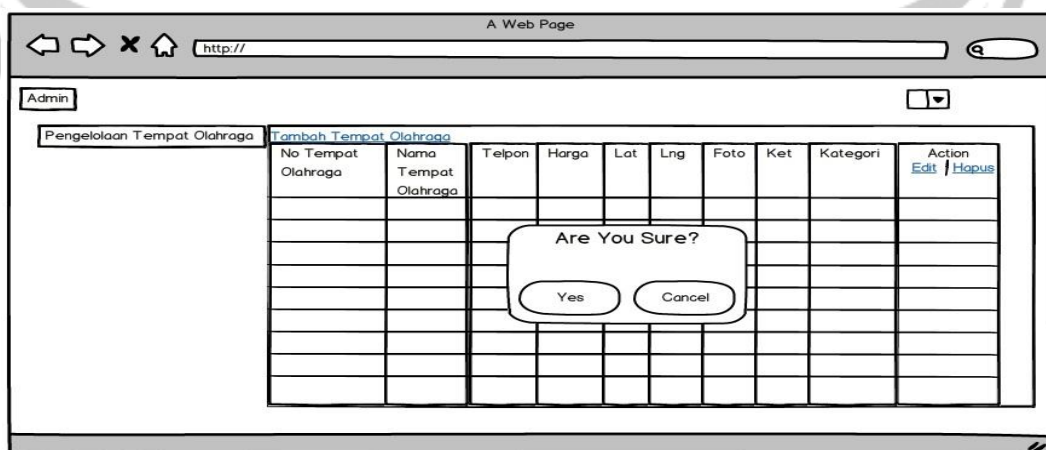 A Web Page
http://
Admin
Pengelolaan Tempat Olahraga
Tambah Tempat Olahraga
No Tempat
Olahraga
Nama
Tempat
Olahraga
Telpon
Harga
Lat
Lng
Foto
Ket
Kategori
Action
Edit | Hapus
Are You Sure?
Yes
Cancel